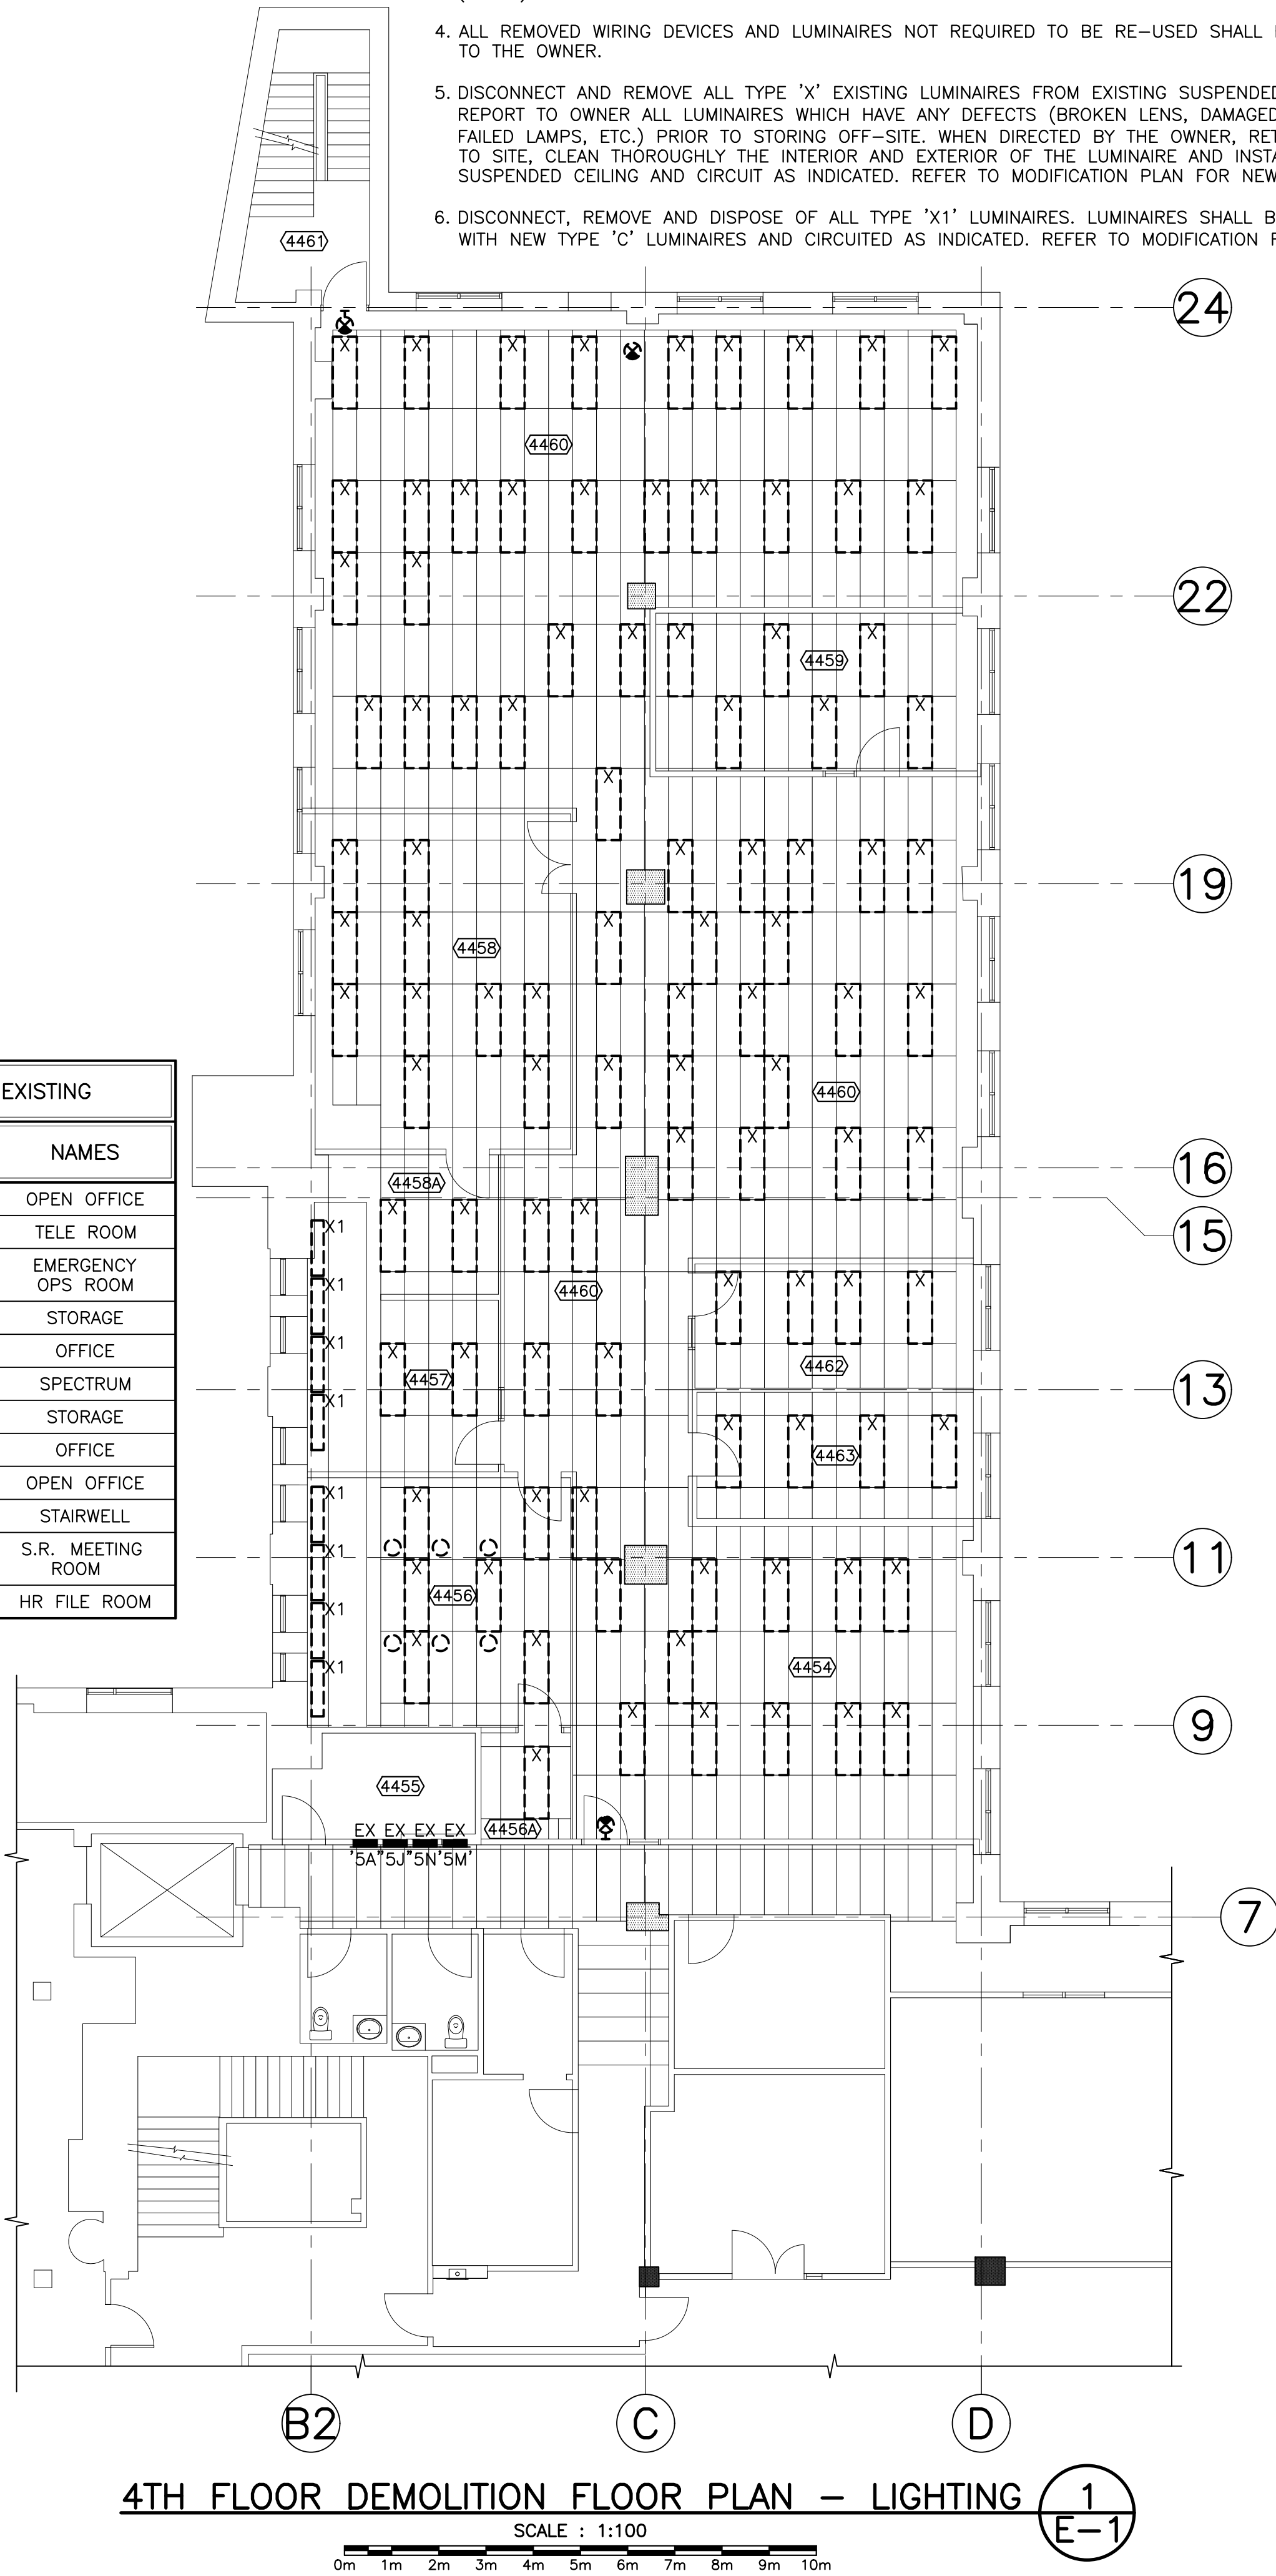 4. ALL REMOVED WIRING DEVICES AND LUMINAIRES NOT REQUIRED TO BE RE-USED SHALL
TO THE OWNER.
5. DISCONNECT AND REMOVE ALL TYPE 'X' EXISTING LUMINAIRES FROM EXISTING SUSPENDED
REPORT TO OWNER ALL LUMINAIRES WHICH HAVE ANY DEFECTS (BROKEN LENS, DAMAGED
FAILED LAMPS, ETC.) PRIOR TO STORING OFF-SITE. WHEN DIRECTED BY THE OWNER,
TO SITE, CLEAN THOROUGHLY THE INTERIOR AND EXTERIOR OF THE LUMINAIRE AND
SUSPENDED CEILING AND CIRCUIT AS INDICATED. REFER TO MODIFICATION PLAN FOR NEW
6. DISCONNECT, REMOVE AND DISPOSE OF ALL TYPE 'X1' LUMINAIRES. LUMINAIRES SHALL
WITH NEW TYPE 'C' LUMINAIRES AND CIRCUITED AS INDICATED. REFER TO MODIFICATION
4461
24
X X X X X X X X X
4460
X X X X X X X X X X
X X
22
X X X X X
4459
X X X X X X X
X
X X X X X X X
19
X X X X X
4458
X X X X X X X X
X X X X X
4460
X X X X
16
4458A
15
X X X X
X1
4460
X1
X X X X
X1
4462
X X X X
4457
13
X1
X X X X
4463
X1
X X X
X1
11
X X X X X X X
4456
X1
X X X
X1
4454
X X X X X
9
X
4455
4456A
EX EX EX EX
'5A' '5J' '5N' '5M'
7
EXISTING
NAMES
OPEN OFFICE
TELE ROOM
EMERGENCY
OPS ROOM
STORAGE
OFFICE
SPECTRUM
STORAGE
OFFICE
OPEN OFFICE
STAIRWELL
S.R. MEETING
ROOM
HR FILE ROOM
B2
C
D
4TH FLOOR DEMOLITION FLOOR PLAN - LIGHTING
1
E-1
SCALE : 1:100
0m 1m 2m 3m 4m 5m 6m 7m 8m 9m 10m